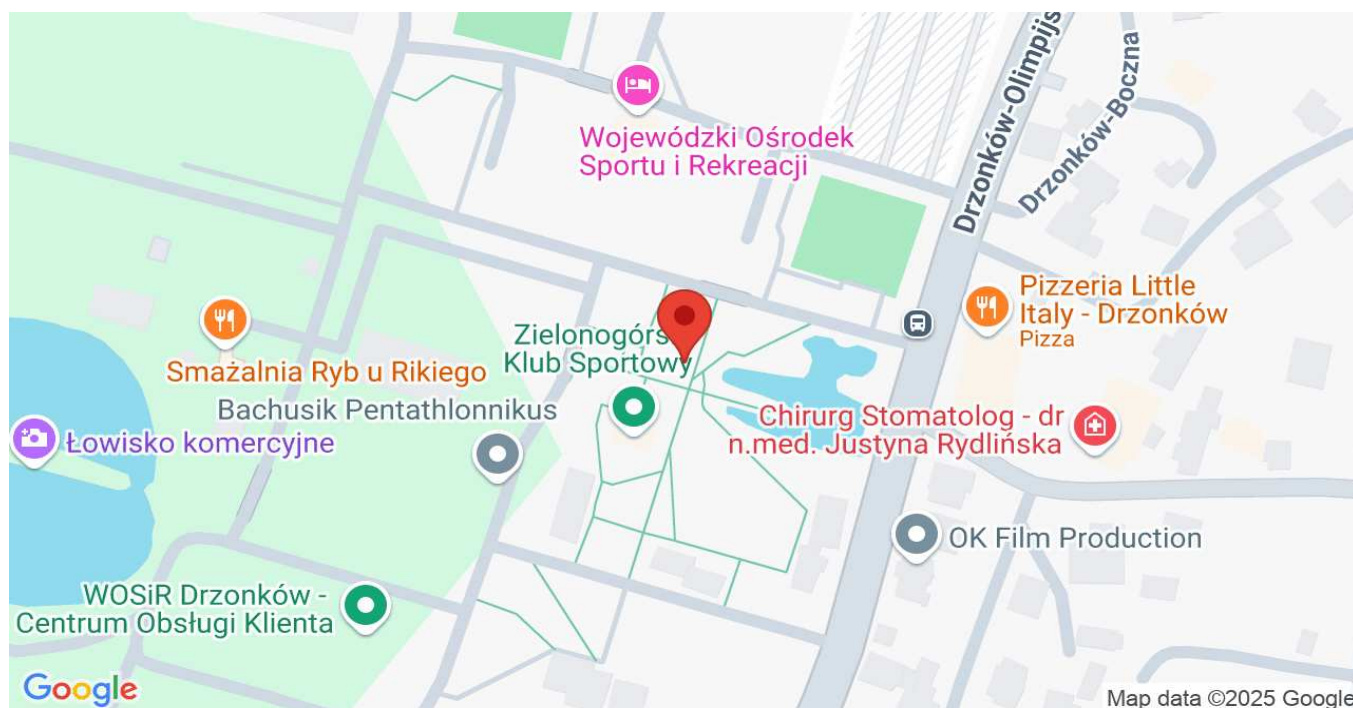 Drzonków-Olimpijs
Drzonków-Boczna
Wojewódzki Ośrodek
Sportu i Rekreacji
Pizzeria Little
Italy - Drzonków
Pizza
Zielonogórs
Klub Sportowy
Smażalnia Ryb u Rikiego
Bachusik Pentathlonnikus
Łowisko komercyjne
Chirurg Stomatolog - dr
n.med. Justyna Rydlińska
OK Film Production
WOSiR Drzonków -
Centrum Obsługi Klienta
Google
Map data ©2025 Google